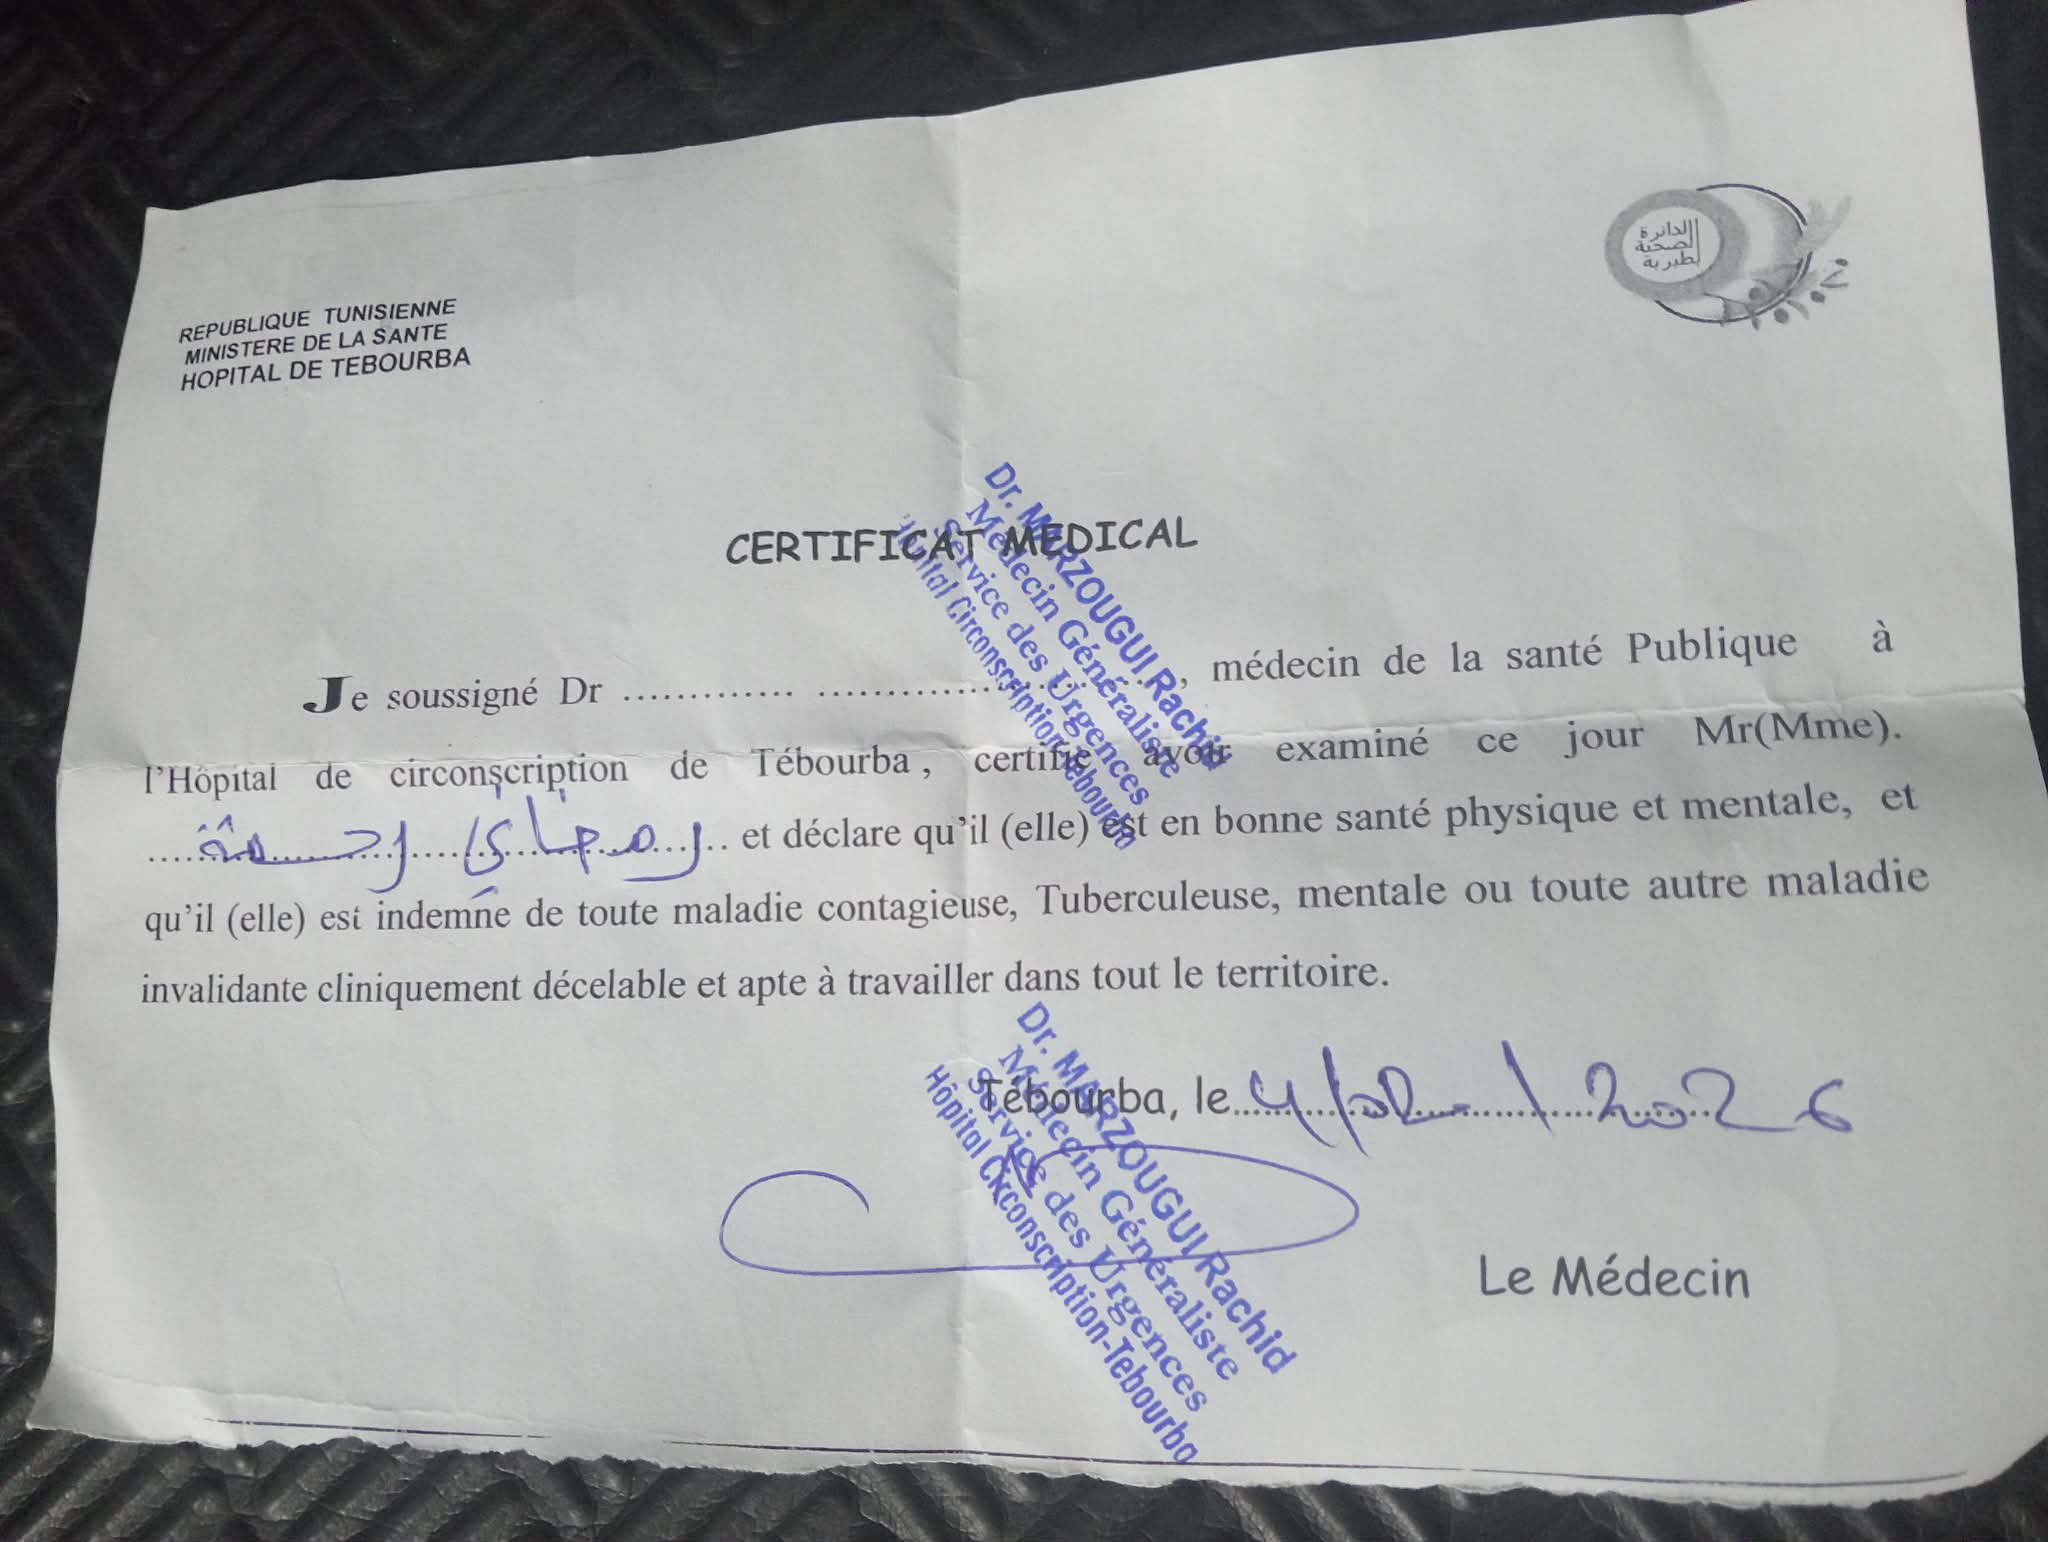 REPUBLIQUE TUNISIENNE
MINISTERE DE LA SANTE
HOPITAL DE TEBOURBA
الدائرة
الصحية
بطبربة
CERTIFICAT MEDICAL
Dr. MARZOUGUI Rachid
Médecin Généraliste
Service des Urgences
Hôpital Circonscription-Tebourba
Je soussigné Dr ............. ............................, médecin de la santé Publique à
l'Hôpital de circonscription de Tébourba, certifie avoir examiné ce jour Mr(Mme).
رحمة et déclare qu'il (elle) est en bonne santé physique et mentale, et
qu'il (elle) est indemne de toute maladie contagieuse, Tuberculeuse, mentale ou toute autre maladie
invalidante cliniquement décelable et apte à travailler dans tout le territoire.
Tébourba, le 4/02/2026
Dr. MARZOUGUI Rachid
Médecin Généraliste
Service des Urgences
Hôpital Circonscription-Tebourba
Le Médecin